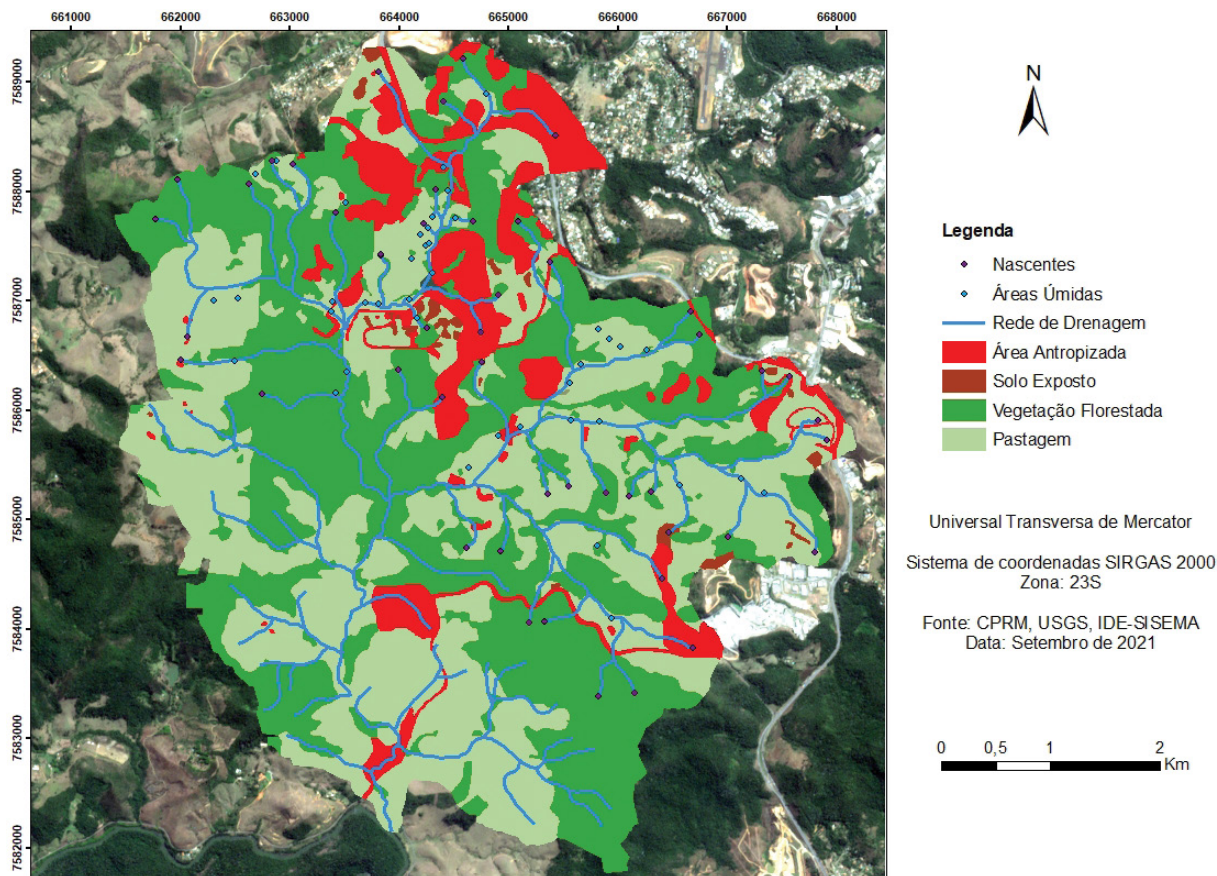 661000 662000 663000 664000 665000 666000 667000 668000
7589000
7588000
7587000
7586000
7585000
7584000
7583000
7582000
N
Legenda
Nascentes
Áreas Úmidas
Rede de Drenagem
Área Antropizada
Solo Exposto
Vegetação Florestada
Pastagem
Universal Transversa de Mercator
Sistema de coordenadas SIRGAS 2000
Zona: 23S
Fonte: CPRM, USGS, IDE-SISEMA
Data: Setembro de 2021
0 0,5 1 2
Km